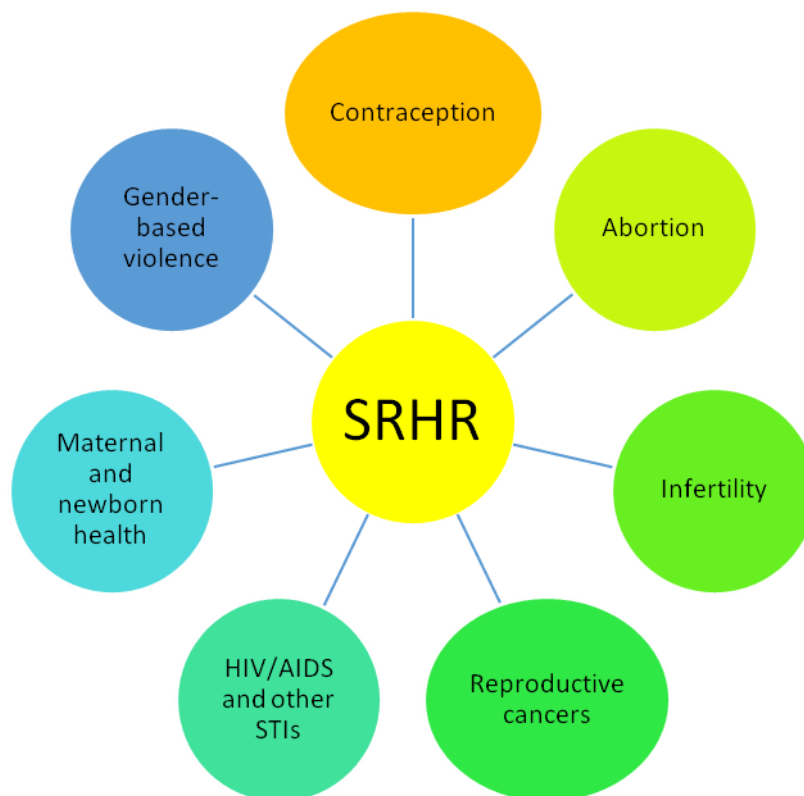 Contraception
Abortion
Infertility
Reproductive
cancers
HIV/AIDS
and other
STIs
Maternal
and
newborn
health
Gender-
based
violence
SRHR